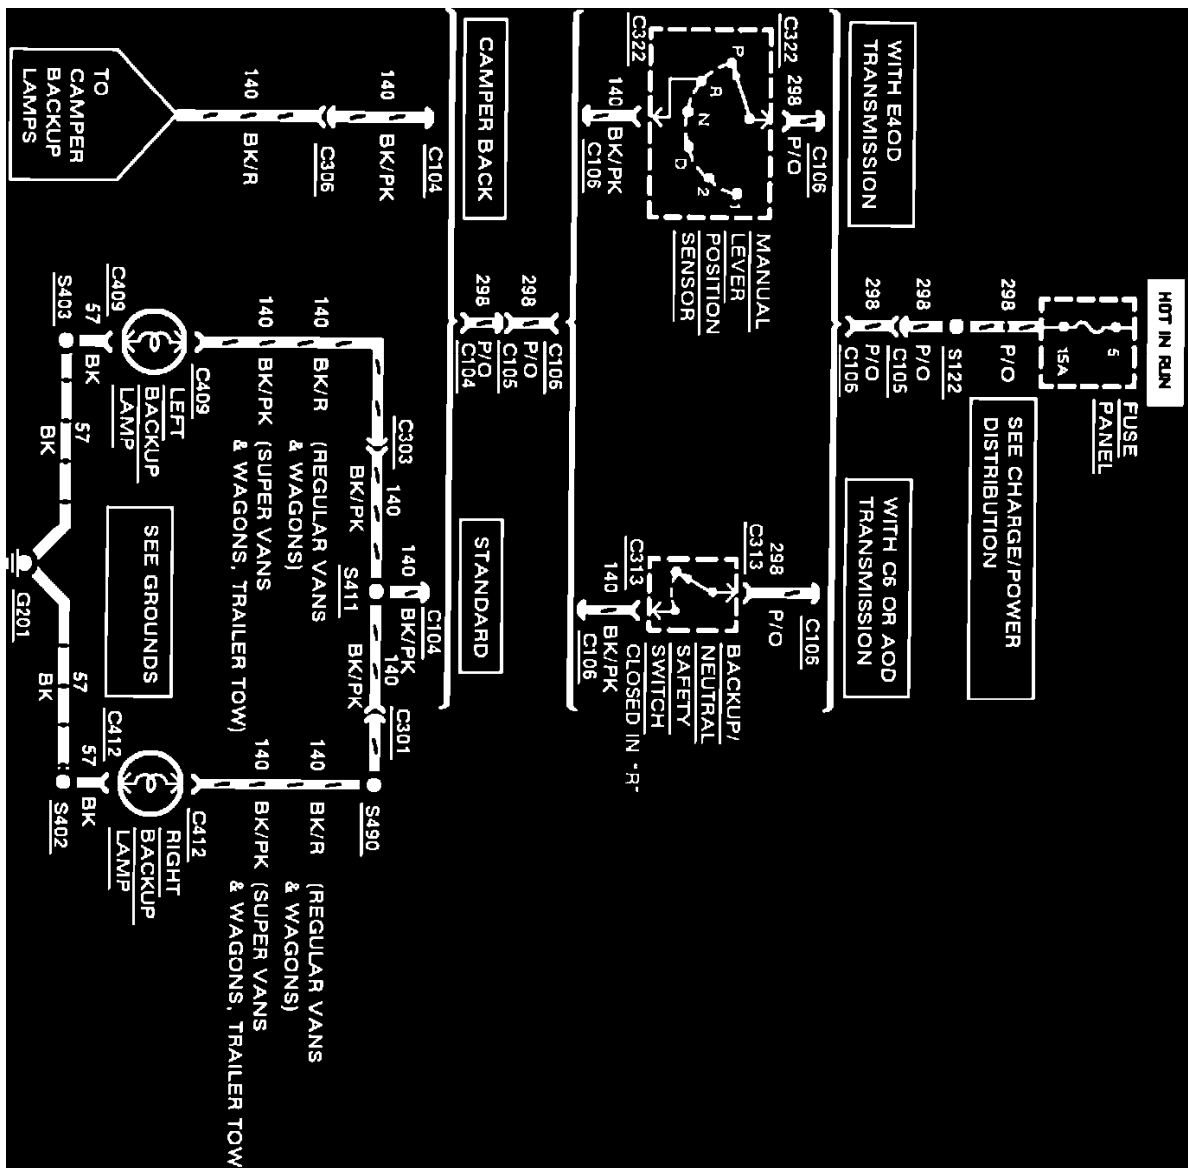 HOT IN RUN
5
15A
FUSE
PANEL
298
P/O
SEE CHARGE/POWER
DISTRIBUTION
S122
298
P/O
C105
298
P/O
C106
WITH E4OD
TRANSMISSION
WITH C6 OR AOD
TRANSMISSION
C106
298
P/O
C322
P
R
N
D
2
1
MANUAL
LEVER
POSITION
SENSOR
C322
140
BK/PK
C106
C106
298
P/O
C313
BACKUP/
NEUTRAL
SAFETY
SWITCH
CLOSED IN "R"
C313
140
BK/PK
C106
C106
298
P/O
C105
298
P/O
C104
CAMPER BACK
STANDARD
C104
140
BK/PK
C306
140
BK/R
TO
CAMPER
BACKUP
LAMPS
C104
140
BK/PK
S411
C303
140
BK/PK
140
BK/PK
C301
S490
140
BK/R
(REGULAR VANS
& WAGONS)
140
BK/PK
(SUPER VANS
& WAGONS, TRAILER TOW)
140
BK/R
(REGULAR VANS
& WAGONS)
140
BK/PK
(SUPER VANS
& WAGONS, TRAILER TOW
C409
LEFT
BACKUP
LAMP
C409
57
BK
S403
C412
RIGHT
BACKUP
LAMP
C412
57
BK
S402
57
BK
SEE GROUNDS
57
BK
G201